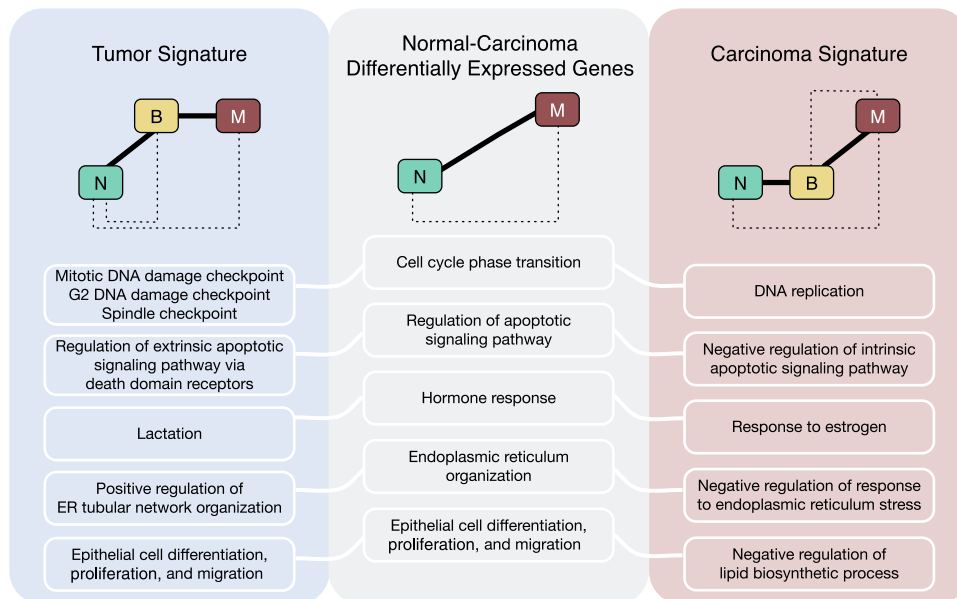 Tumor Signature
B
M
N
Mitotic DNA damage checkpoint
G2 DNA damage checkpoint
Spindle checkpoint
Regulation of extrinsic apoptotic
signaling pathway via
death domain receptors
Lactation
Positive regulation of
ER tubular network organization
Epithelial cell differentiation,
proliferation, and migration
Normal-Carcinoma
Differentially Expressed Genes
M
N
Cell cycle phase transition
Regulation of apoptotic
signaling pathway
Hormone response
Endoplasmic reticulum
organization
Epithelial cell differentiation,
proliferation, and migration
Carcinoma Signature
M
N
B
DNA replication
Negative regulation of intrinsic
apoptotic signaling pathway
Response to estrogen
Negative regulation of response
to endoplasmic reticulum stress
Negative regulation of
lipid biosynthetic process